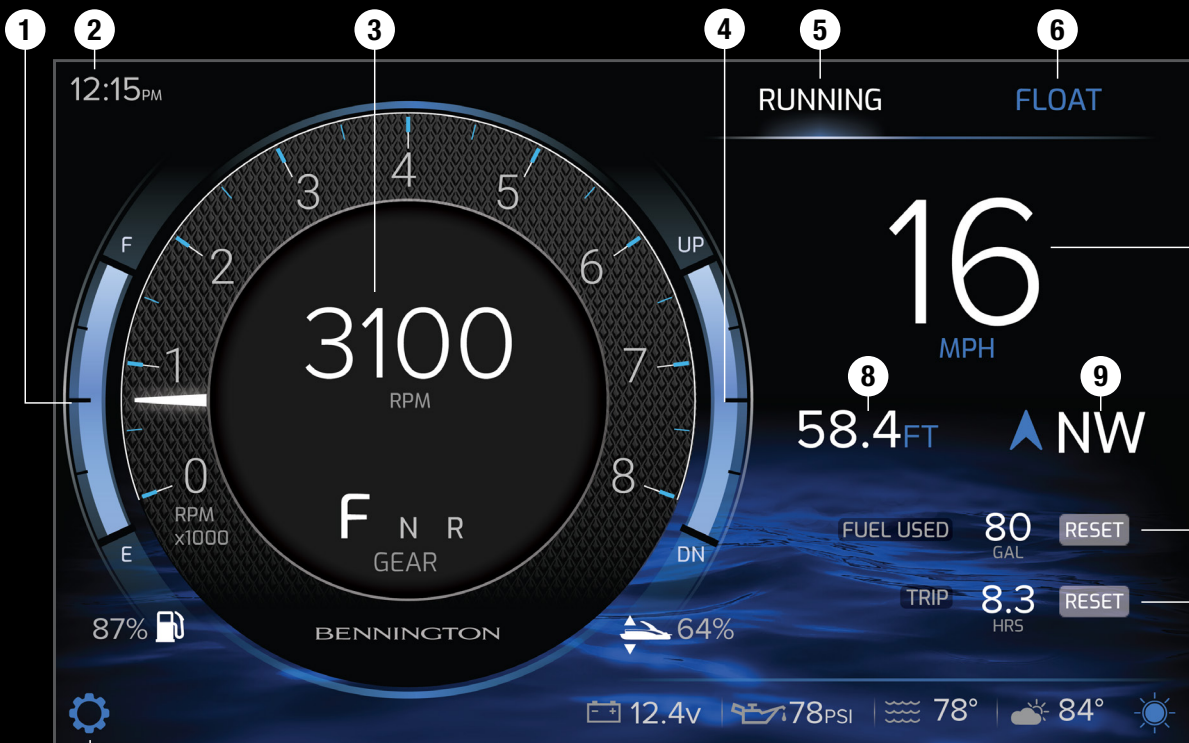 1 2 3 4 5 6
12:15PM
RUNNING FLOAT
4
3 5
2 6
1 7
0 8
RPM
x1000
F
E
UP
DN
3100
RPM
F N R
GEAR
BENNINGTON
87%
64%
16
MPH
8 9
58.4FT NW
FUEL USED 80 GAL RESET
TRIP 8.3 HRS RESET
12.4V 78PSI 78° 84°